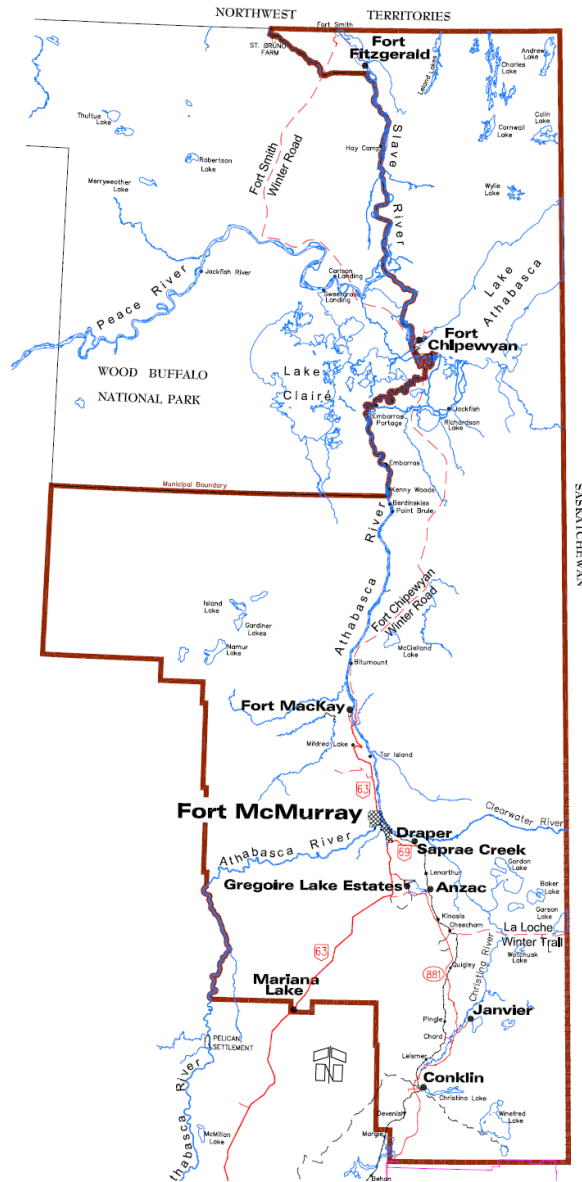 NORTHWEST TERRITORIES
Fort Smith
ST. BRUNO
FARM
Fort
Fitzgerald
Leland Lakes
Andrew
Lake
Charles
Lake
Thultue
Lake
Colin
Lake
Cornwall
Lake
Slave River
Hay Camp
Robertson
Lake
Fort Smith
Winter Road
Merryweather
Lake
Wylie
Lake
Peace River
Jackfish River
Carlson
Landing
Sweetgrass
Landing
Lake
Athabasca
Fort
Chipewyan
WOOD BUFFALO
NATIONAL PARK
Lake
Claire
Jackfish
Embarras
Portage
Richardson
Lake
Embarras
Municipal Boundary
Kenny Woods
Berdinskies
Point Brule
SASKATCHEWAN
Athabasca River
Fort Chipewyan
Winter Road
Island
Lake
Gardiner
Lakes
Namur
Lake
McClelland
Lake
Bitumount
Fort MacKay
Mildred Lake
Tar Island
63
Fort McMurray
Clearwater River
Draper
Saprae Creek
69
Athabasca River
Gordon
Lake
Lenarthur
Gregoire Lake Estates
Anzac
Baker
Lake
Garson
Lake
Kinosis
Cheecham
La Loche
Winter Trail
63
Watchusk
Lake
Quigley
881
Christina River
Mariana
Lake
Janvier
Pingle
Chard
PELICAN
SETTLEMENT
N
Leismer
Conklin
Christina Lake
Athabasca River
Devenish
Winefred
Lake
McMillan
Lake
Margie
Behan